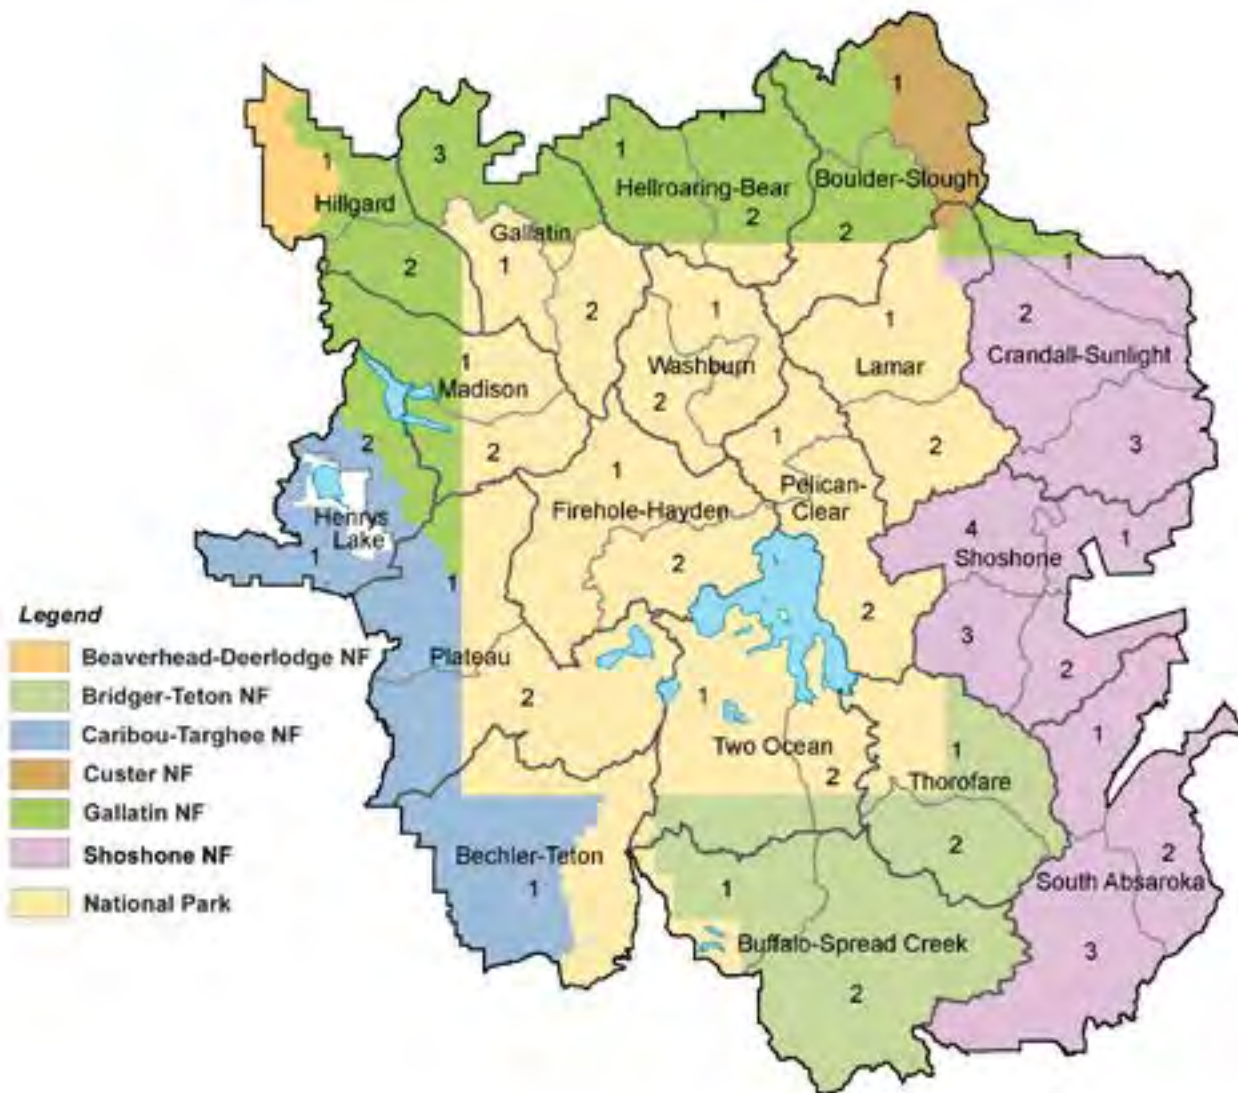 1
3
1
1
Hellroaring-Bear
Boulder-Slough
Hillgard
2
2
Gallatin
2
1
1
2
2
1
1
2
Washburn
Lamar
Crandall-Sunlight
1
Madison
2
1
2
2
3
2
1
Pelican-
Clear
Firehole-Hayden
Henrys
Lake
1
4
1
Shoshone
2
1
2
3
2
Legend
Beaverhead-Deerlodge NF
Plateau
Bridger-Teton NF
2
1
Caribou-Targhee NF
Two Ocean
1
1
2
Thorofare
Custer NF
Gallatin NF
Shoshone NF
Bechler-Teton
1
2
2
1
South Absaroka
National Park
Buffalo-Spread Creek
3
2